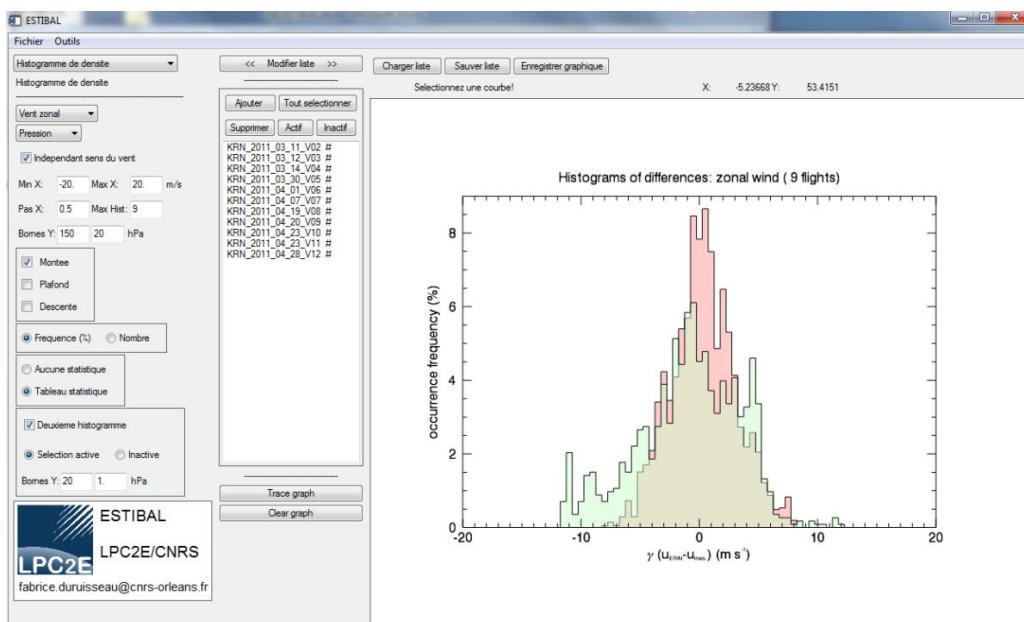 ESTIBAL
Fichier Outils
Histogramme de densite
Histogramme de densite
Vent zonal
Pression
Independant sens du vent
Min X: -20. Max X: 20. m/s
Pas X: 0.5 Max Hist: 9
Bornes Y: 150 20 hPa
Montee
Plafond
Descente
Frequence (%) Nombre
Aucune statistique
Tableau statistique
Deuxieme histogramme
Selection active Inactive
Bornes Y: 20 1. hPa
LPC2E
ESTIBAL
LPC2E/CNRS
fabrice.duruisseau@cnrs-orleans.fr
<< Modifier liste >>
Ajouter Tout selectionner
Supprimer Actif Inactif
KRN_2011_03_11_V02 #
KRN_2011_03_12_V03 #
KRN_2011_03_14_V04 #
KRN_2011_03_30_V05 #
KRN_2011_04_01_V06 #
KRN_2011_04_07_V07 #
KRN_2011_04_19_V08 #
KRN_2011_04_20_V09 #
KRN_2011_04_23_V10 #
KRN_2011_04_23_V11 #
KRN_2011_04_28_V12 #
Trace graph
Clear graph
Charger liste Sauver liste Enregistrer graphique
Selectionnez une courbe! X: -5.23668 Y: 53.4151
Histograms of differences: zonal wind ( 9 flights)
occurrence frequency (%)
8
6
4
2
0
-20 -10 0 10 20
γ (u_ERAI-u_mes.) (m s⁻¹)